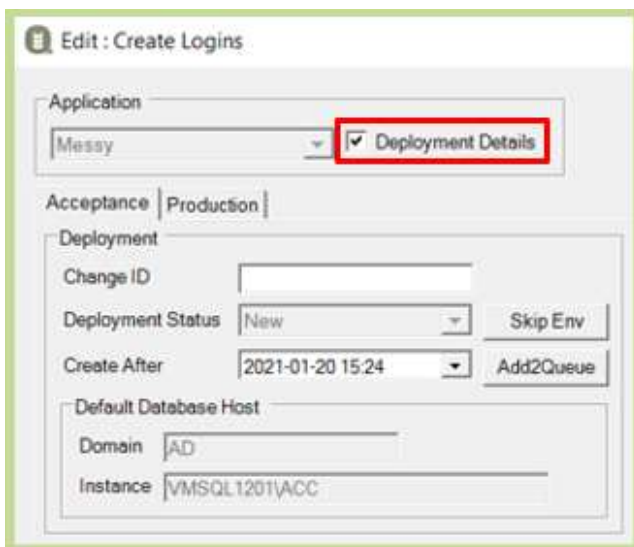 Edit : Create Logins
Application
Messy Deployment Details
Acceptance Production
Deployment
Change ID
Deployment Status New Skip Env
Create After 2021-01-20 15:24 Add2Queue
Default Database Host
Domain AD
Instance VMSQL1201\ACC